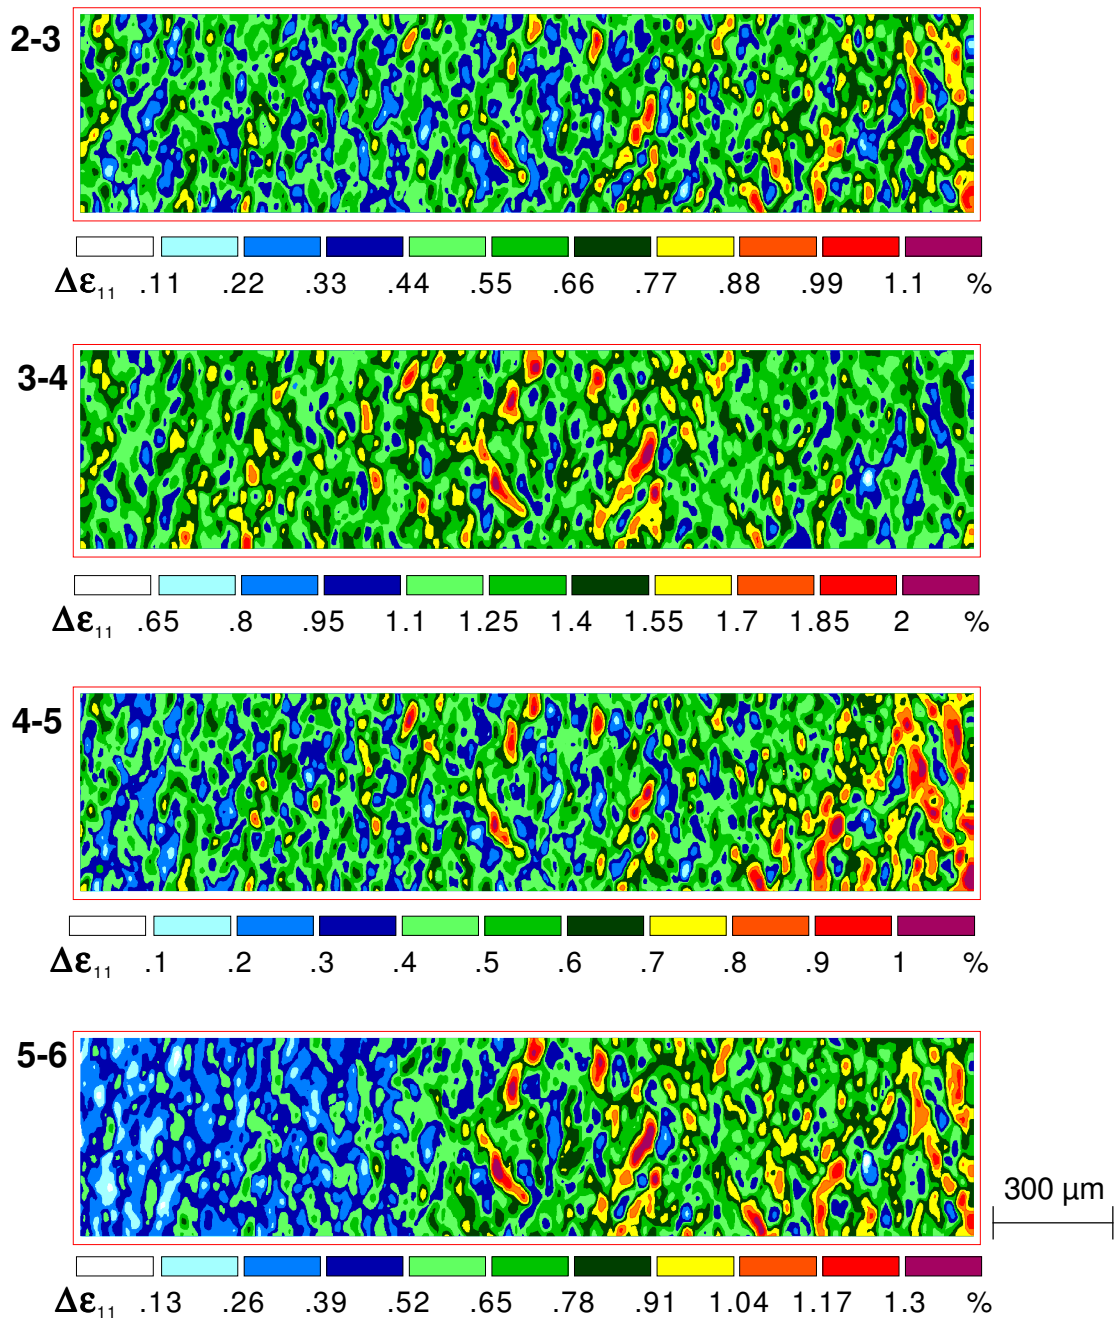 2-3
Δε11 .11 .22 .33 .44 .55 .66 .77 .88 .99 1.1 %
3-4
Δε11 .65 .8 .95 1.1 1.25 1.4 1.55 1.7 1.85 2 %
4-5
Δε11 .1 .2 .3 .4 .5 .6 .7 .8 .9 1 %
5-6
300 µm
Δε11 .13 .26 .39 .52 .65 .78 .91 1.04 1.17 1.3 %